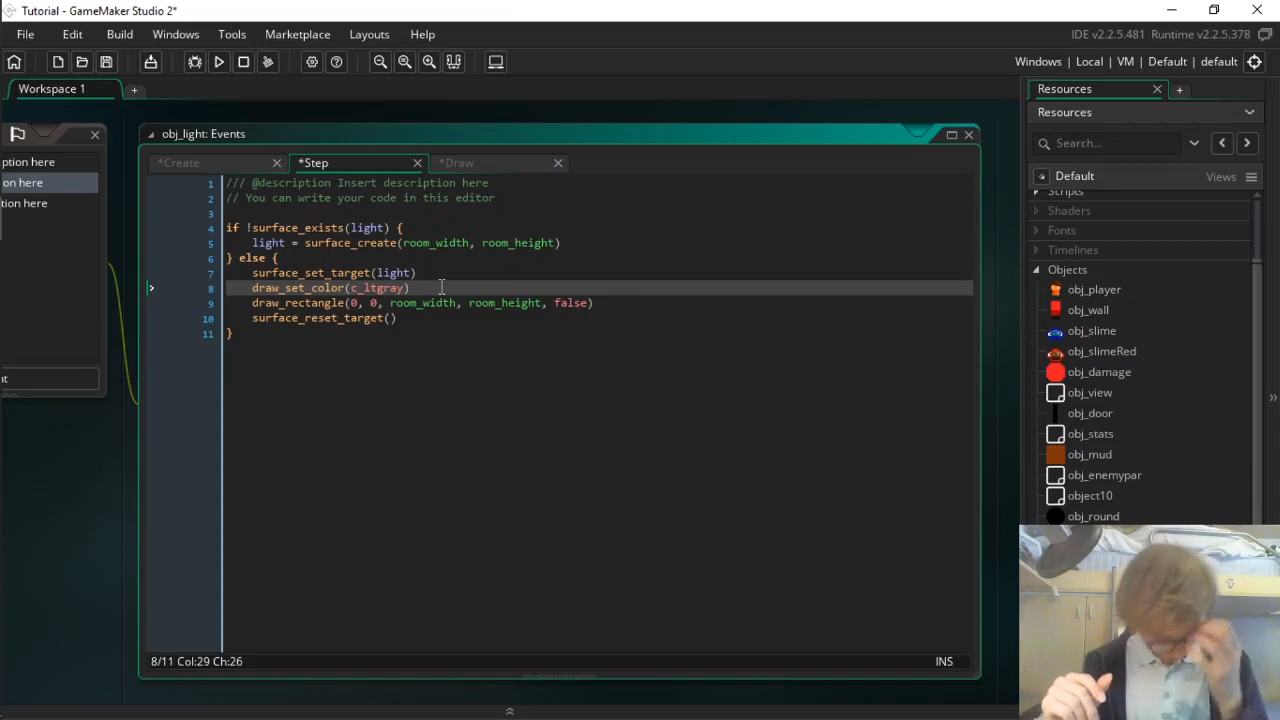 Tutorial - GameMaker Studio 2*
File Edit Build Windows Tools Marketplace Layouts Help
IDE v2.2.5.481 Runtime v2.2.5.378
Windows | Local | VM | Default | default
Workspace 1
Resources
Resources
Search...
Default
Views
Scripts
Shaders
Fonts
Timelines
Objects
obj_player
obj_wall
obj_slime
obj_slimeRed
obj_damage
obj_view
obj_door
obj_stats
obj_mud
obj_enemypar
object10
obj_round
ption here
on here
tion here
nt
obj_light: Events
*Create
*Step
*Draw
1 /// @description Insert description here
2 // You can write your code in this editor
3
4 if !surface_exists(light) {
5 light = surface_create(room_width, room_height)
6 } else {
7 surface_set_target(light)
8 draw_set_color(c_ltgray)
9 draw_rectangle(0, 0, room_width, room_height, false)
10 surface_reset_target()
11 }
8/11 Col:29 Ch:26
INS